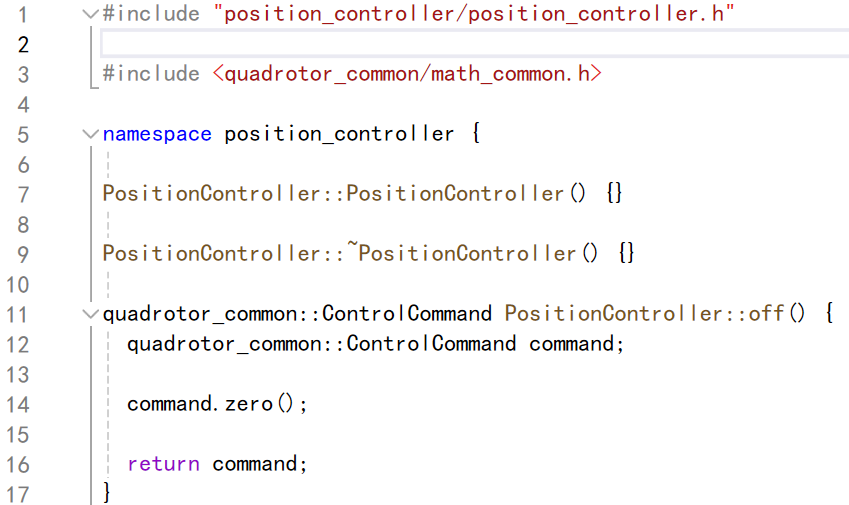 1 #include "position_controller/position_controller.h"
2
3 #include <quadrotor_common/math_common.h>
4
5 namespace position_controller {
6
7 PositionController::PositionController() {}
8
9 PositionController::~PositionController() {}
10
11 quadrotor_common::ControlCommand PositionController::off() {
12   quadrotor_common::ControlCommand command;
13
14   command.zero();
15
16   return command;
17 }